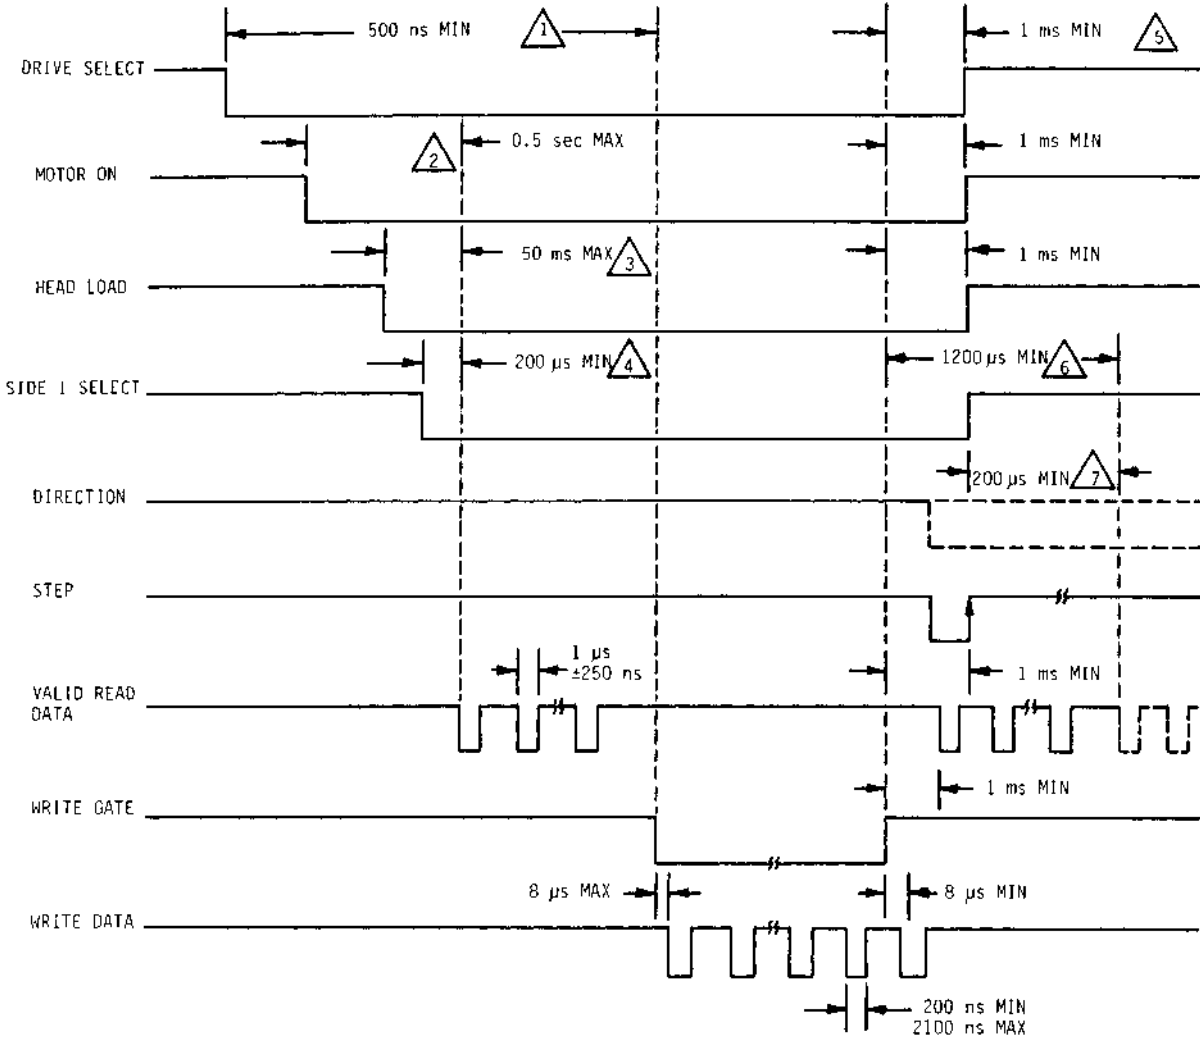 500 ns MIN 1 1 ms MIN 5
DRIVE SELECT
2 0.5 sec MAX 1 ms MIN
MOTOR ON
50 ms MAX 3 1 ms MIN
HEAD LOAD
200 µs MIN 4 1200 µs MIN 6
SIDE 1 SELECT
200 µs MIN 7
DIRECTION
STEP
1 µs
±250 ns 1 ms MIN
VALID READ
DATA
1 ms MIN
WRITE GATE
8 µs MAX 8 µs MIN
WRITE DATA
200 ns MIN
2100 ns MAX